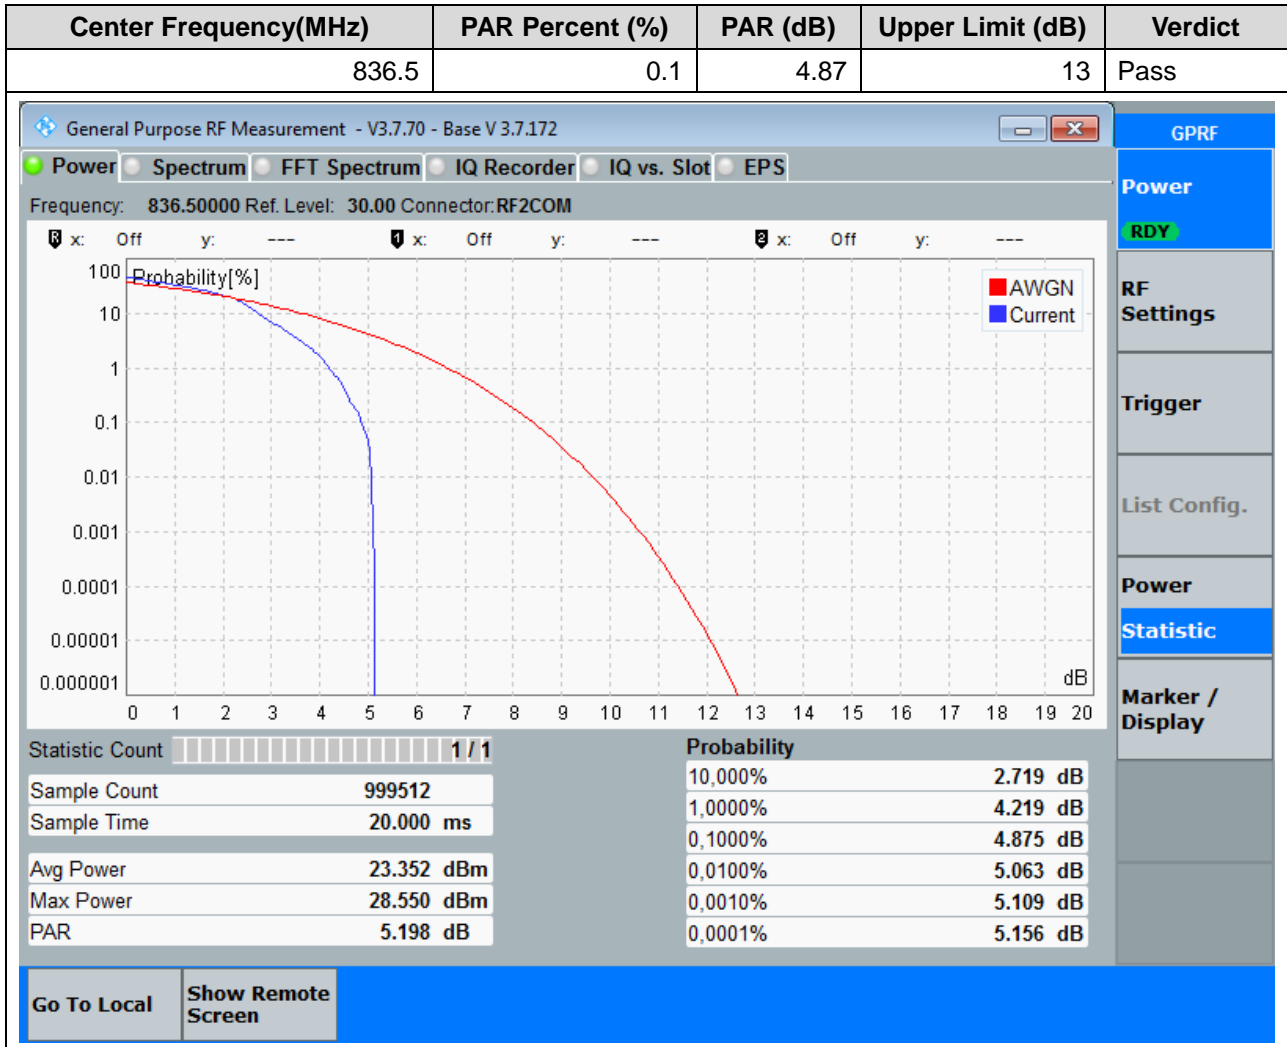 Center Frequency(MHz) PAR Percent (%) PAR (dB) Upper Limit (dB) Verdict
836.5 0.1 4.87 13 Pass
General Purpose RF Measurement - V3.7.70 - Base V 3.7.172
GPRF
Power Spectrum FFT Spectrum IQ Recorder IQ vs. Slot EPS
Power
RDY
Frequency: 836.50000 Ref. Level: 30.00 Connector:RF2COM
R x: Off y: --- 1 x: Off y: --- 2 x: Off y: ---
Probability[%]
AWGN
Current
100
10
1
0.1
0.01
0.001
0.0001
0.00001
0.000001
dB
0 1 2 3 4 5 6 7 8 9 10 11 12 13 14 15 16 17 18 19 20
RF
Settings
Trigger
List Config.
Power
Statistic
Marker /
Display
Statistic Count 1 / 1
Sample Count 999512
Sample Time 20.000 ms
Avg Power 23.352 dBm
Max Power 28.550 dBm
PAR 5.198 dB
Probability
10,000% 2.719 dB
1,0000% 4.219 dB
0,1000% 4.875 dB
0,0100% 5.063 dB
0,0010% 5.109 dB
0,0001% 5.156 dB
Go To Local
Show Remote
Screen